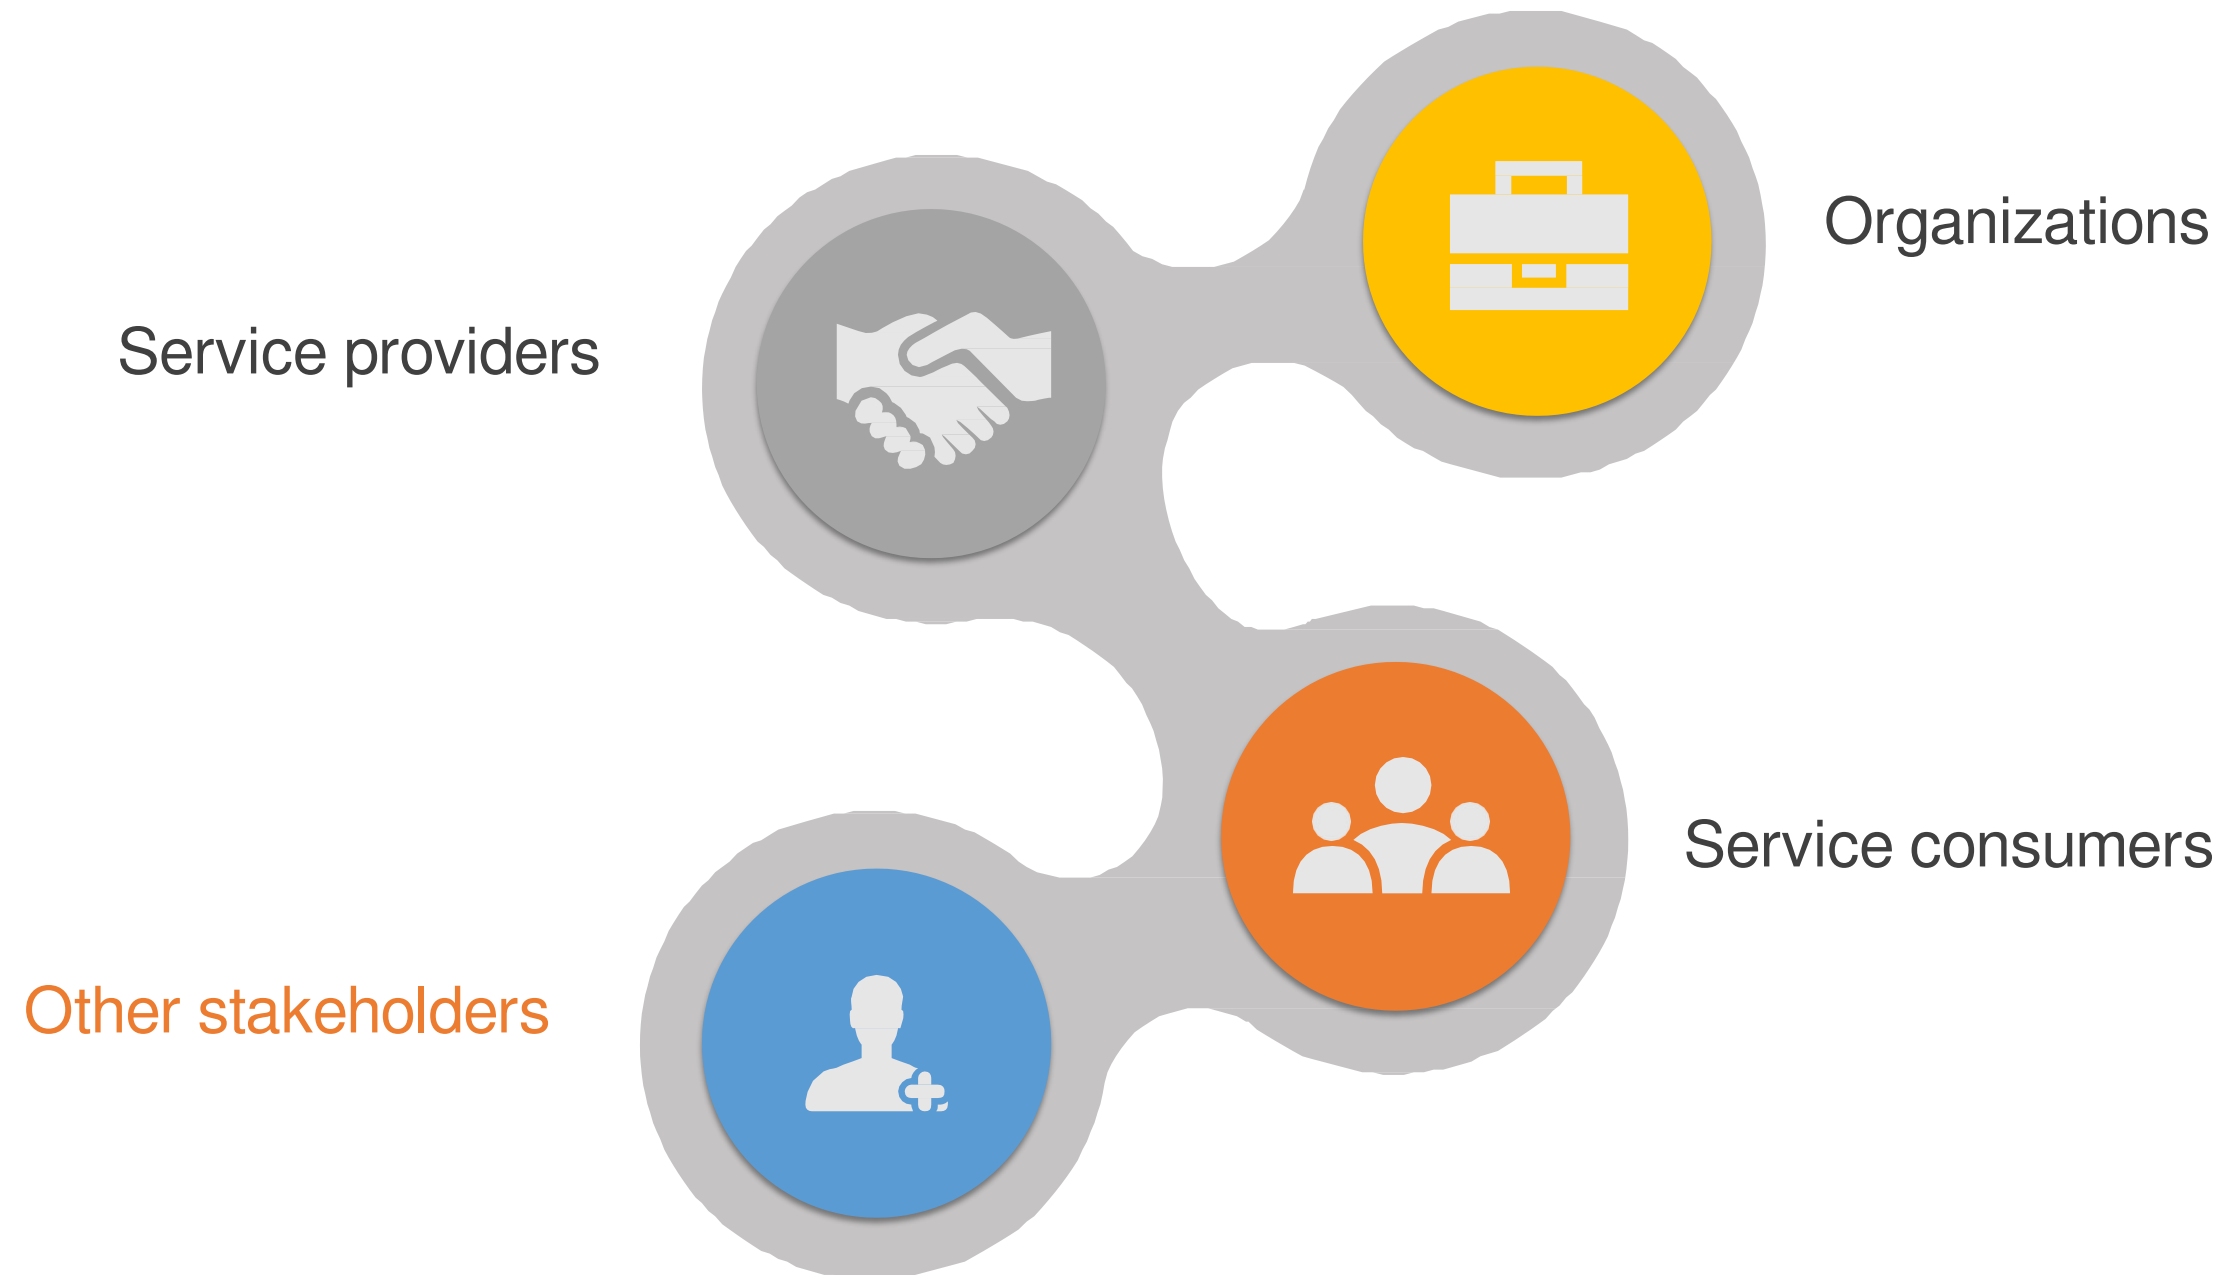 Organizations
Service providers
Service consumers
Other stakeholders